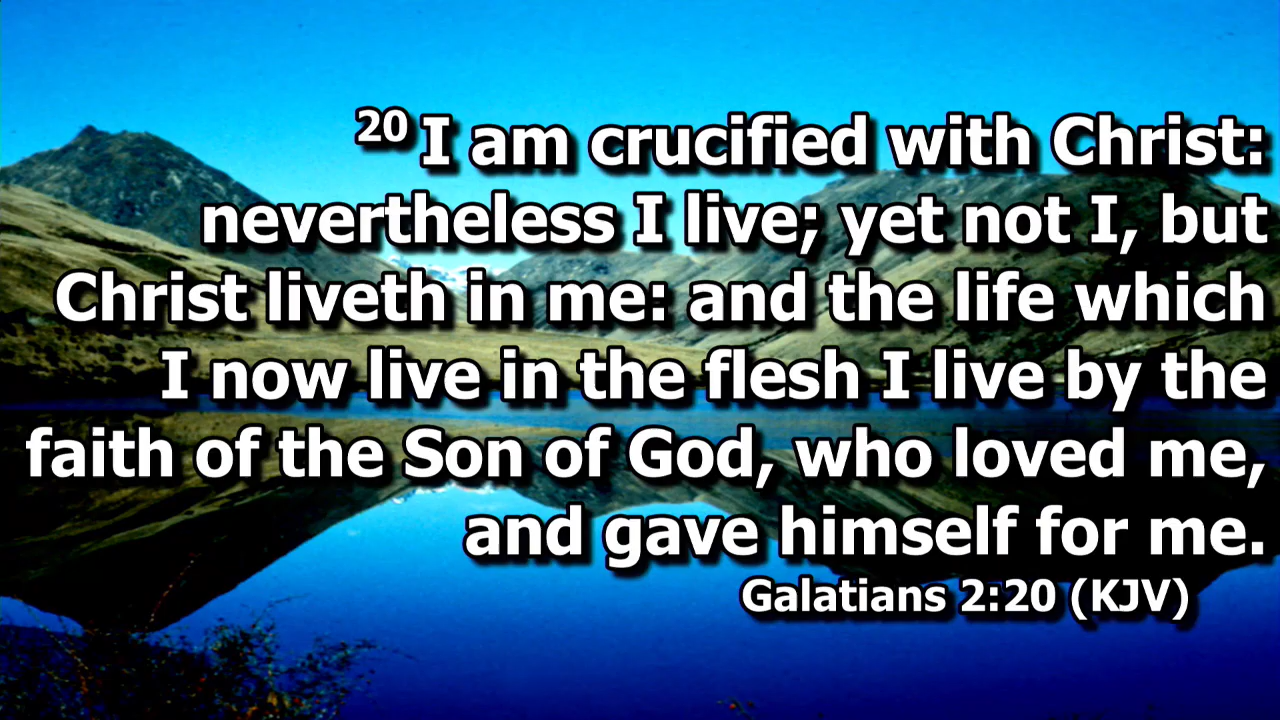 20 I am crucified with Christ:
nevertheless I live; yet not I, but
Christ liveth in me: and the life which
I now live in the flesh I live by the
faith of the Son of God, who loved me,
and gave himself for me.
Galatians 2:20 (KJV)